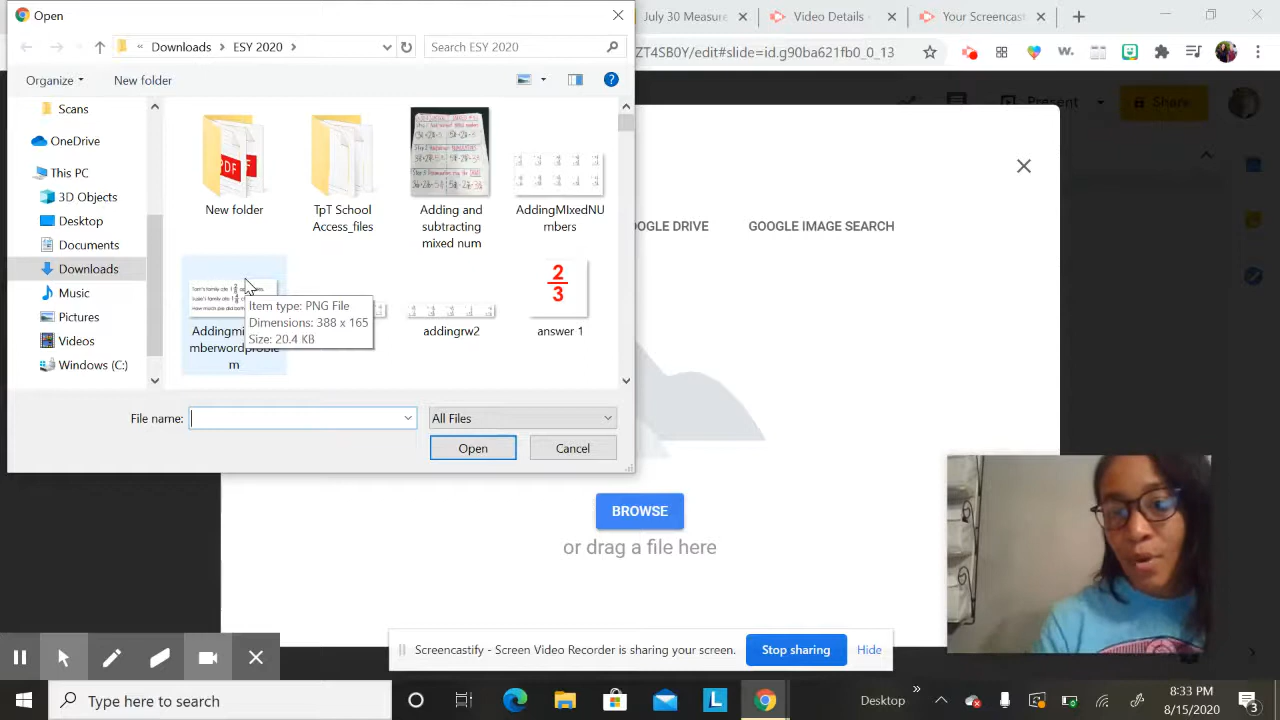 Open
July 30 Measure
Video Details -
Your Screencast
Downloads
ESY 2020
Search ESY 2020
ZT4SB0Y/edit#slide=id.g90ba621fb0_0_13
Organize
New folder
Present
Share
Scans
OneDrive
This PC
3D Objects
Desktop
Documents
Downloads
Music
Pictures
Videos
Windows (C:)
New folder
TpT School
Access_files
Adding and
subtracting
mixed num
AddingMIxedNU
mbers
OOGLE DRIVE
GOOGLE IMAGE SEARCH
2
3
Addingmi
mberwordproble
m
Item type: PNG File
Dimensions: 388 x 165
Size: 20.4 KB
addingrw2
answer 1
File name:
All Files
Open
Cancel
BROWSE
or drag a file here
Screencastify - Screen Video Recorder is sharing your screen.
Stop sharing
Hide
Type here to search
Desktop
8:33 PM
8/15/2020
3